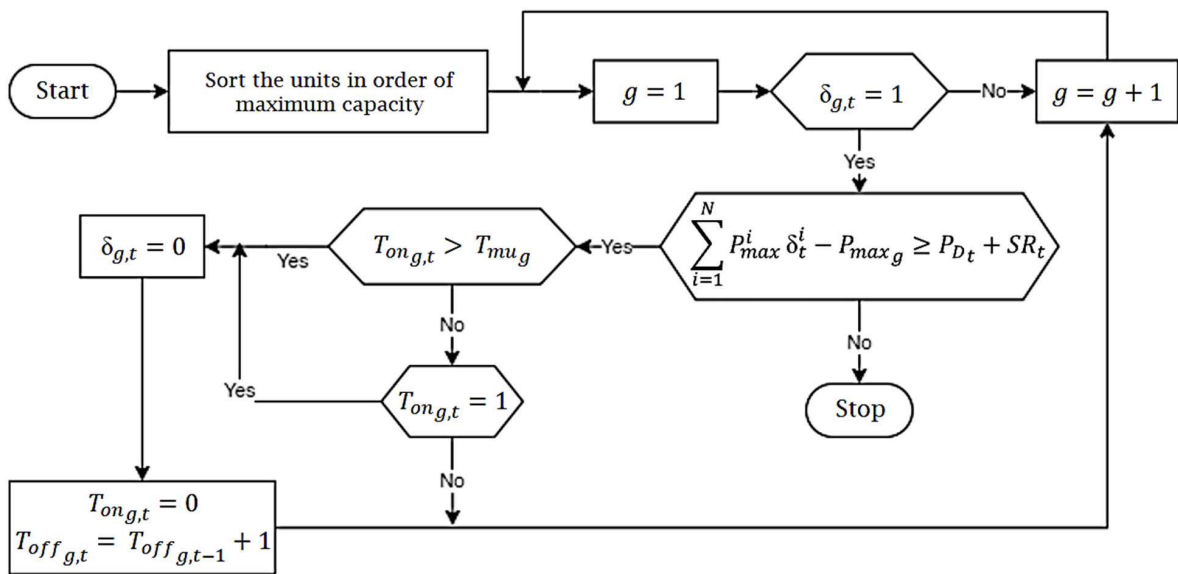 Start
Sort the units in order of
maximum capacity
g = 1
δ_{g,t} = 1
No
g = g + 1
Yes
δ_{g,t} = 0
Yes
T_{on_{g,t}} > T_{mu_g}
Yes
\sum_{i=1}^{N} P_{max}^{i} δ_{t}^{i} − P_{max_g} ≥ P_{D_t} + SR_t
No
No
Yes
T_{on_{g,t}} = 1
Stop
No
T_{on_{g,t}} = 0
T_{off_{g,t}} = T_{off_{g,t−1}} + 1